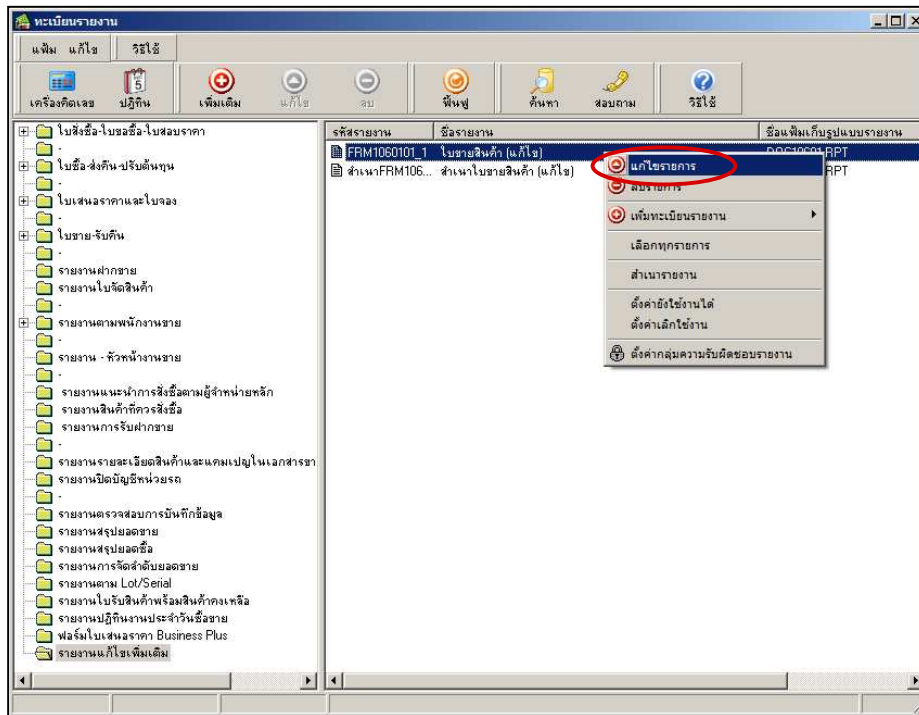 ทะเบียนรายงาน
แฟ้ม แก้ไข วิธีใช้
เครื่องคิดเลข ปฏิทิน เพิ่มเติม แก้ไข ลบ ฟื้นฟู ค้นหา สอบถาม วิธีใช้
ใบสั่งซื้อ-ใบขอซื้อ-ใบสอบราคา
-
ใบซื้อ-ส่งคืน-ปรับต้นทุน
-
ใบเสนอราคาและใบจอง
-
ใบขาย-รับคืน
-
รายงานฝากขาย
รายงานใบจัดสินค้า
-
รายงานตามพนักงานขาย
-
รายงาน - หัวหน้างานขาย
-
รายงานแนะนำการสั่งซื้อตามผู้จำหน่ายหลัก
รายงานสินค้าที่ควรสั่งซื้อ
รายงานการรับฝากขาย
-
รายงานรายละเอียดสินค้าและแคมเปญในเอกสารขา
รายงานปิดบัญชีหน่วยรถ
-
รายงานตรวจสอบการบันทึกข้อมูล
รายงานสรุปยอดขาย
รายงานสรุปยอดซื้อ
รายงานการจัดลำดับยอดขาย
รายงานตาม Lot/Serial
รายงานใบรับสินค้าพร้อมสินค้าคงเหลือ
รายงานปฏิทินงานประจำวันซื้อขาย
ฟอร์มใบเสนอราคา Business Plus
รายงานแก้ไขเพิ่มเติม
รหัสรายงาน ชื่อรายงาน ชื่อแฟ้มเก็บรูปแบบรายงาน
FRM1060101_1 ใบขายสินค้า (แก้ไข) DOC10601.RPT
สำเนาFRM106... สำเนาใบขายสินค้า (แก้ไข) RPT
แก้ไขรายการ
ลบรายการ
เพิ่มทะเบียนรายงาน
เลือกทุกรายการ
สำเนารายงาน
ตั้งค่ายังใช้งานได้
ตั้งค่าเลิกใช้งาน
ตั้งค่ากลุ่มความรับผิดชอบรายงาน